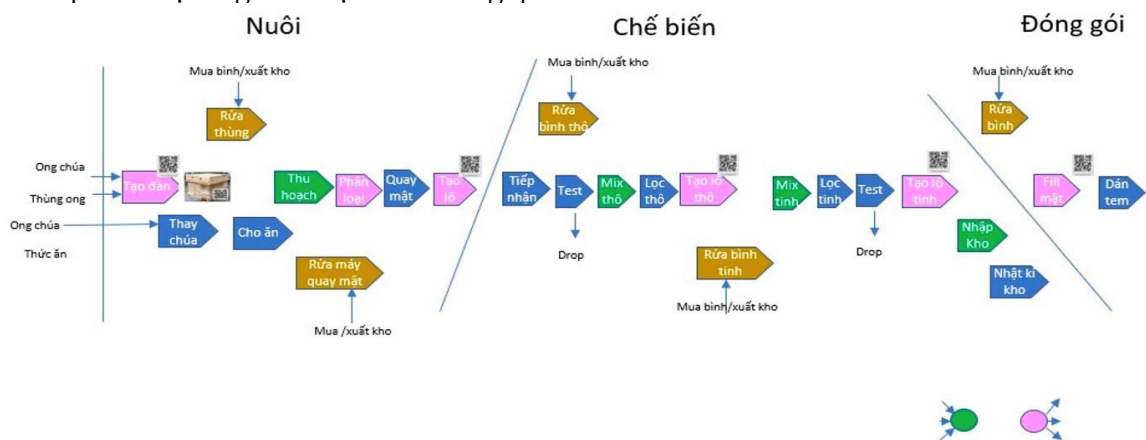 Nuôi
Chế biến
Đóng gói
Mua bình/xuất kho
Rửa
thùng
Ong chúa
Thùng ong
Tạo đàn
Thu
hoạch
Phân
loại
Quay
mật
Tạo
lô
Ong chúa
Thức ăn
Thay
chúa
Cho ăn
Rửa máy
quay mật
Mua /xuất kho
Mua bình/xuất kho
Rửa
bình thô
Tiếp
nhận
Test
Mix
thô
Lọc
thô
Tạo lô
thô
Drop
Rửa bình
tinh
Mua bình/xuất kho
Mix
tinh
Lọc
tinh
Test
Tạo lô
tinh
Drop
Nhập
Kho
Nhật kí
kho
Mua bình/xuất kho
Rửa
bình
Fill
mật
Dán
tem